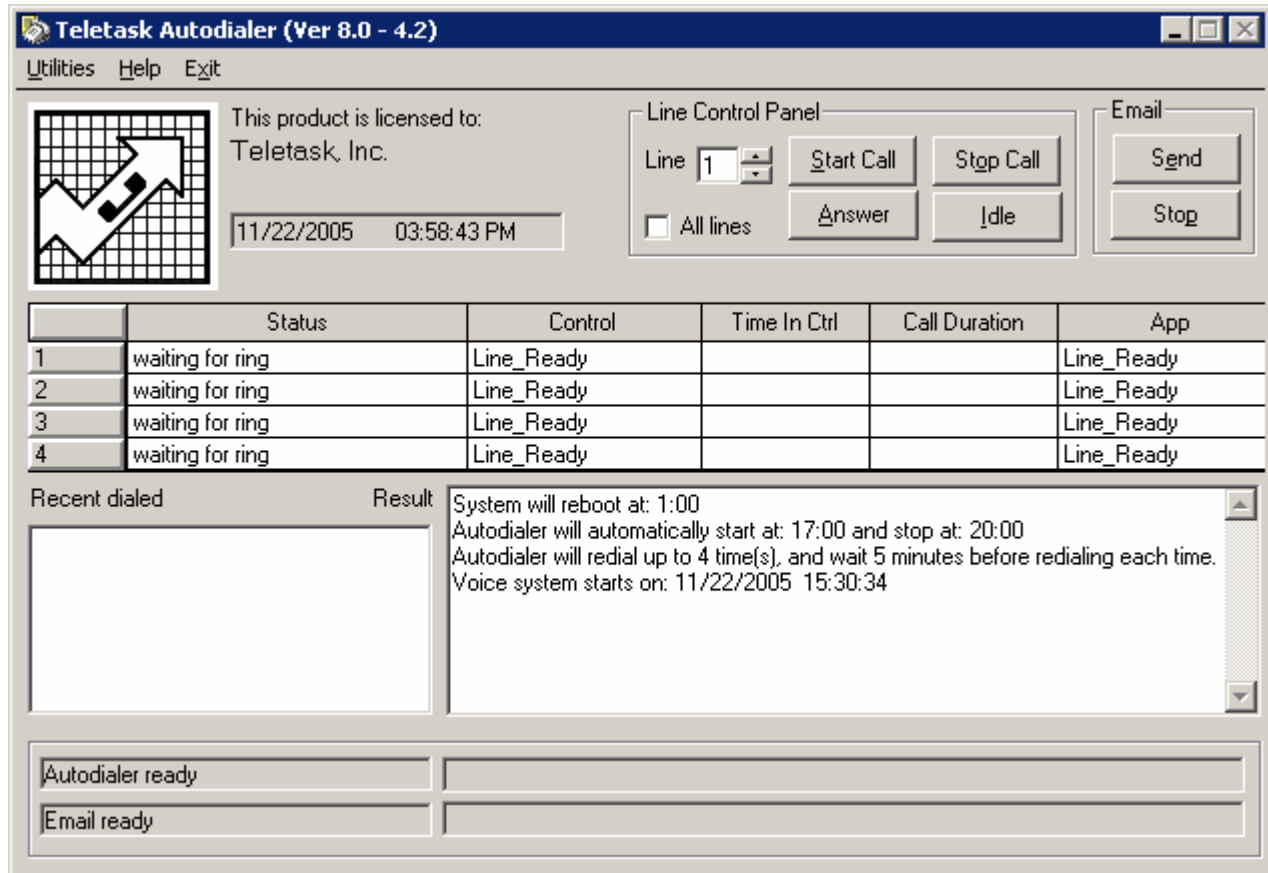 Teletask Autodialer (Ver 8.0 - 4.2)
Utilities Help Exit
This product is licensed to:
Teletask, Inc.
11/22/2005 03:58:43 PM
Line Control Panel
Line 1 Start Call Stop Call
All lines Answer Idle
Email
Send
Stop
Status Control Time In Ctrl Call Duration App
1 waiting for ring Line_Ready Line_Ready
2 waiting for ring Line_Ready Line_Ready
3 waiting for ring Line_Ready Line_Ready
4 waiting for ring Line_Ready Line_Ready
Recent dialed Result
System will reboot at: 1:00
Autodialer will automatically start at: 17:00 and stop at: 20:00
Autodialer will redial up to 4 time(s), and wait 5 minutes before redialing each time.
Voice system starts on: 11/22/2005 15:30:34
Autodialer ready
Email ready